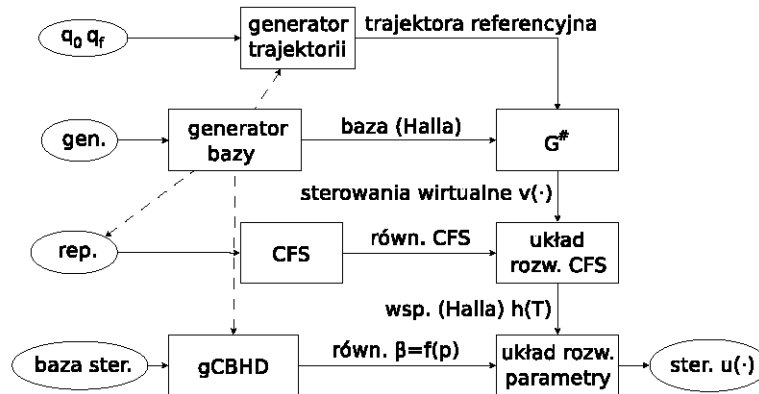 q₀ q_f
generator
trajektorii
trajektora referencyjna
gen.
generator
bazy
baza (Halla)
G^#
sterowania wirtualne v(·)
rep.
CFS
równ. CFS
układ
rozw. CFS
wsp. (Halla) h(T)
baza ster.
gCBHD
równ. β=f(p)
układ rozw.
parametry
ster. u(·)